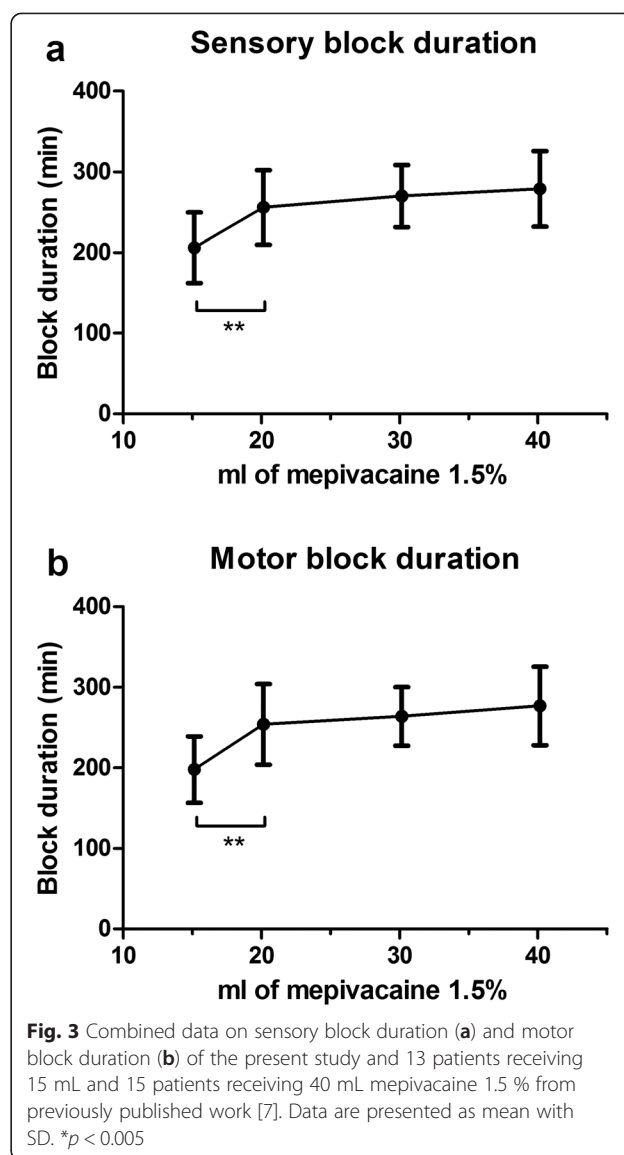 a Sensory block duration
400
300
200
100
0
Block duration (min)
**
10 20 30 40
ml of mepivacaine 1.5%
b Motor block duration
400
300
200
100
0
Block duration (min)
**
10 20 30 40
ml of mepivacaine 1.5%
Fig. 3 Combined data on sensory block duration (a) and motor
block duration (b) of the present study and 13 patients receiving
15 mL and 15 patients receiving 40 mL mepivacaine 1.5 % from
previously published work [7]. Data are presented as mean with
SD. *p < 0.005